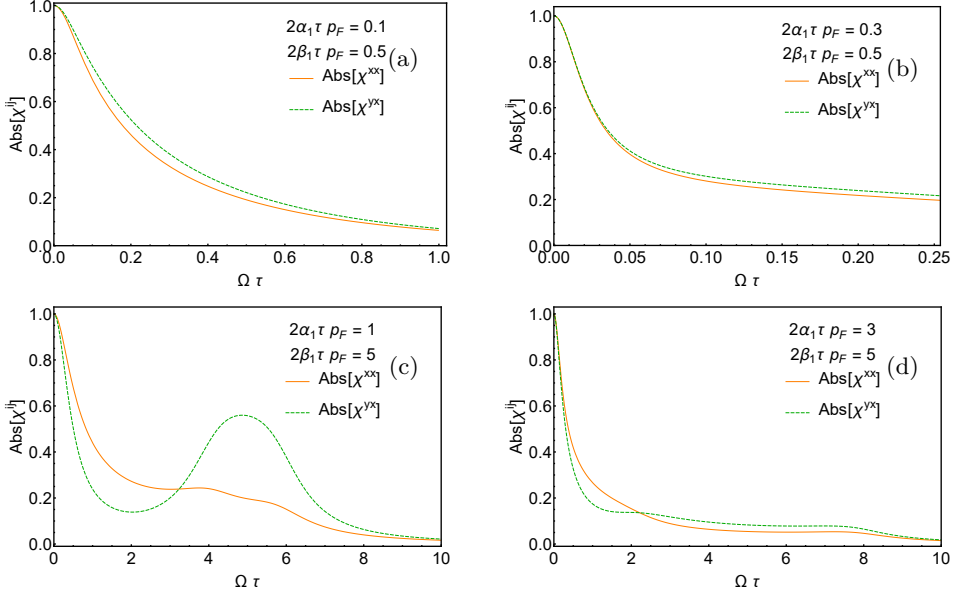 1.0
0.8
0.6
0.4
0.2
0.0
0.0 0.2 0.4 0.6 0.8 1.0
Abs[χ^ij]
Ω τ
2α₁τ p_F = 0.1
2β₁τ p_F = 0.5
(a)
Abs[χ^xx]
Abs[χ^yx]
1.0
0.8
0.6
0.4
0.2
0.0
0.00 0.05 0.10 0.15 0.20 0.25
Abs[χ^ij]
Ω τ
2α₁τ p_F = 0.3
2β₁τ p_F = 0.5
(b)
Abs[χ^xx]
Abs[χ^yx]
1.0
0.8
0.6
0.4
0.2
0.0
0 2 4 6 8 10
Abs[χ^ij]
Ω τ
2α₁τ p_F = 1
2β₁τ p_F = 5
(c)
Abs[χ^xx]
Abs[χ^yx]
1.0
0.8
0.6
0.4
0.2
0.0
0 2 4 6 8 10
Abs[χ^ij]
Ω τ
2α₁τ p_F = 3
2β₁τ p_F = 5
(d)
Abs[χ^xx]
Abs[χ^yx]